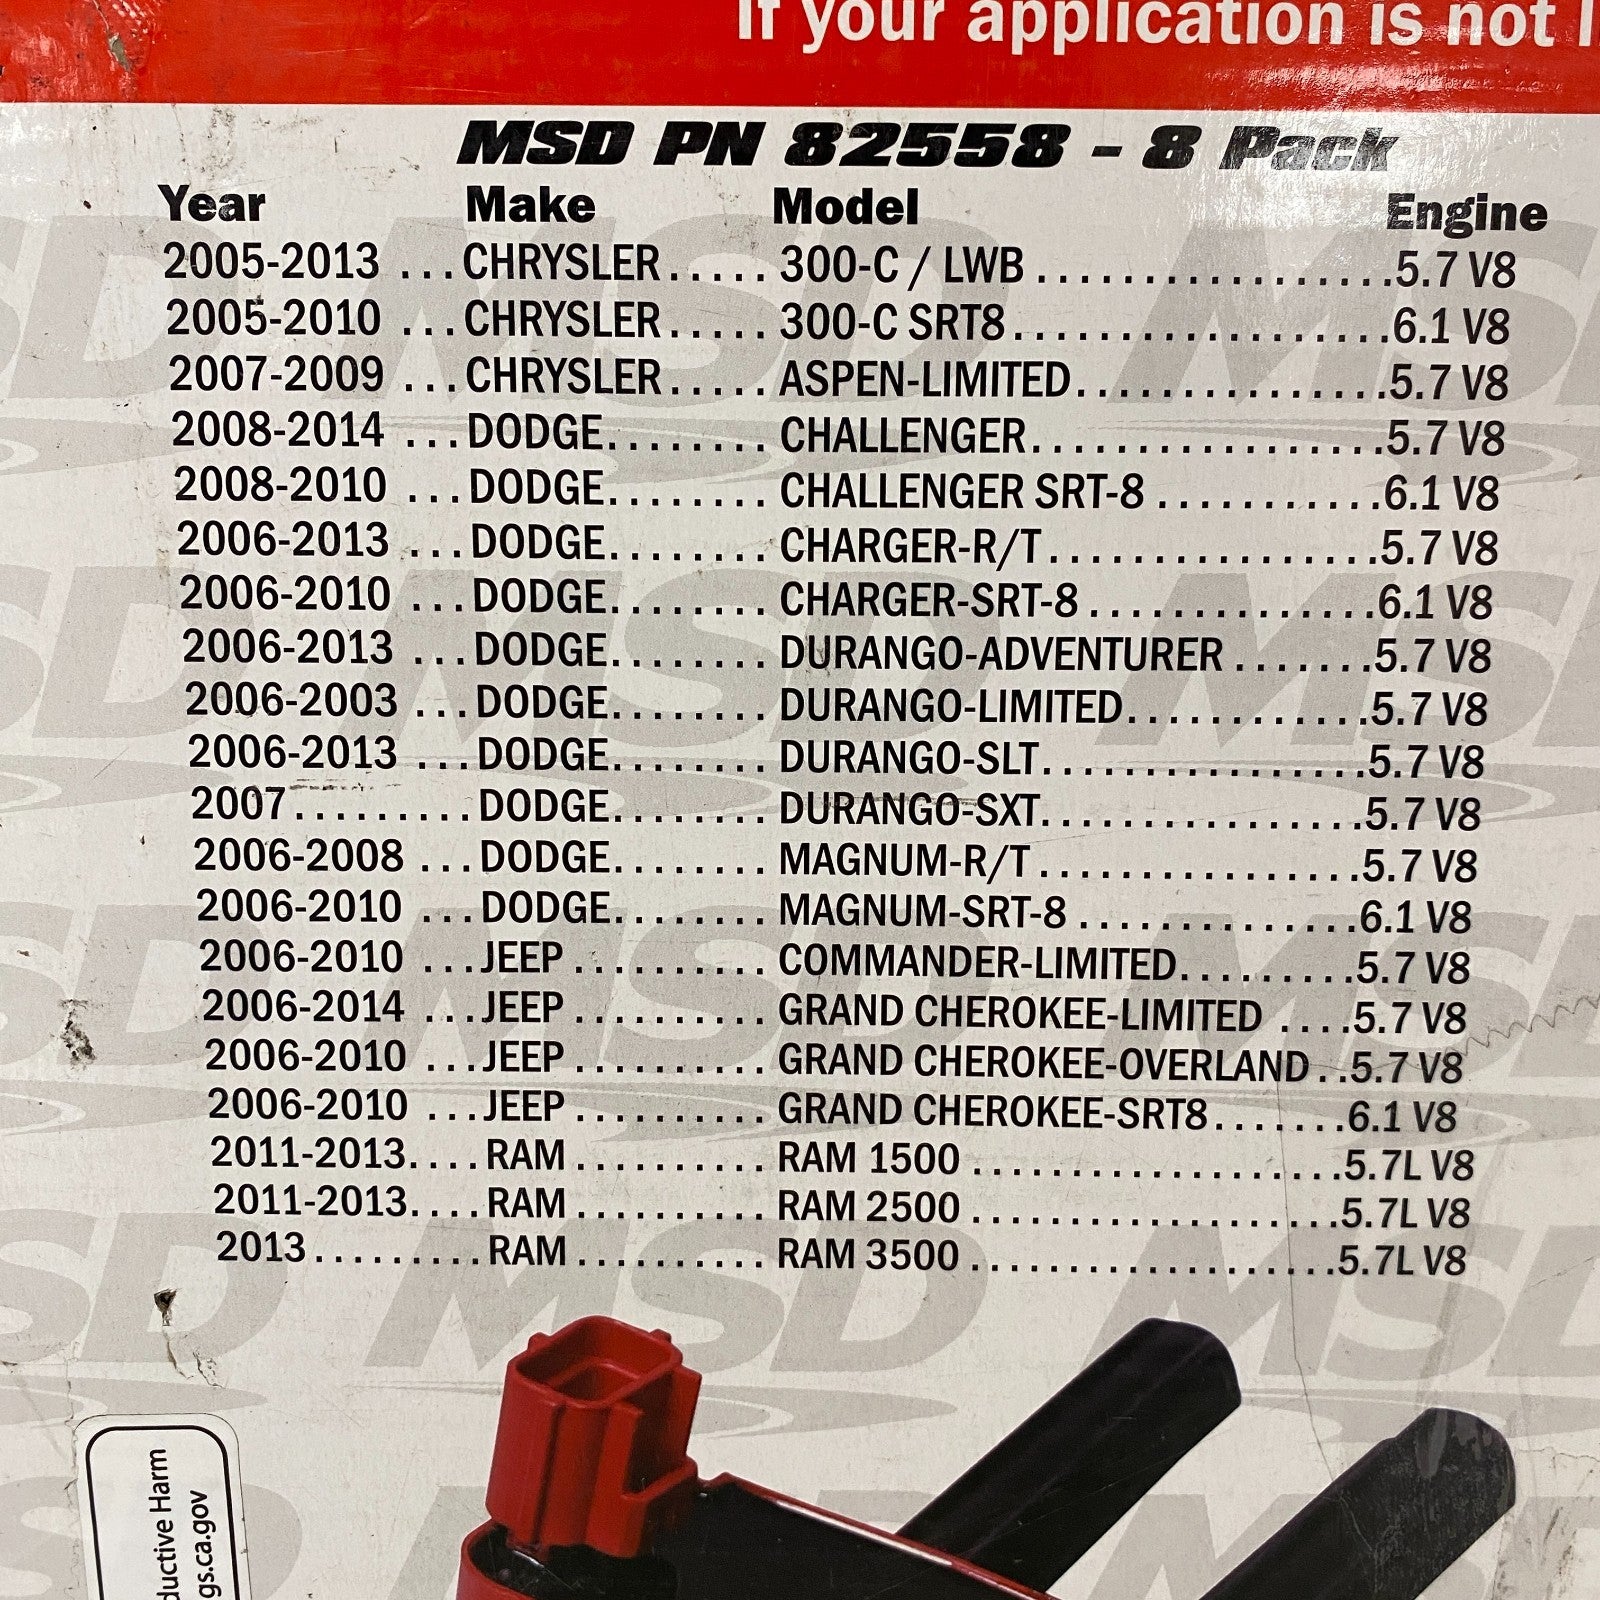 If your application is not
MSD PN 82558 - 8 Pack
Year Make Model Engine
2005-2013 ...CHRYSLER..... 300-C / LWB ..................5.7 V8
2005-2010 ...CHRYSLER..... 300-C SRT8...................6.1 V8
2007-2009 ...CHRYSLER..... ASPEN-LIMITED................5.7 V8
2008-2014 ...DODGE........ CHALLENGER..................5.7 V8
2008-2010 ...DODGE........ CHALLENGER SRT-8 ...........6.1 V8
2006-2013 ...DODGE........ CHARGER-R/T.................5.7 V8
2006-2010 ...DODGE........ CHARGER-SRT-8...............6.1 V8
2006-2013 ...DODGE........ DURANGO-ADVENTURER .......5.7 V8
2006-2003 ...DODGE........ DURANGO-LIMITED.............5.7 V8
2006-2013 ...DODGE........ DURANGO-SLT.................5.7 V8
2007.........DODGE........ DURANGO-SXT.................5.7 V8
2006-2008 ...DODGE........ MAGNUM-R/T.................5.7 V8
2006-2010 ...DODGE........ MAGNUM-SRT-8 ..............6.1 V8
2006-2010 ...JEEP .......... COMMANDER-LIMITED.........5.7 V8
2006-2014 ...JEEP .......... GRAND CHEROKEE-LIMITED ....5.7 V8
2006-2010 ...JEEP .......... GRAND CHEROKEE-OVERLAND ..5.7 V8
2006-2010 ...JEEP .......... GRAND CHEROKEE-SRT8.......6.1 V8
2011-2013....RAM .......... RAM 1500 ...................5.7L V8
2011-2013....RAM .......... RAM 2500 ...................5.7L V8
2013.........RAM .......... RAM 3500 ...................5.7L V8
ductive Harm
gs.ca.gov